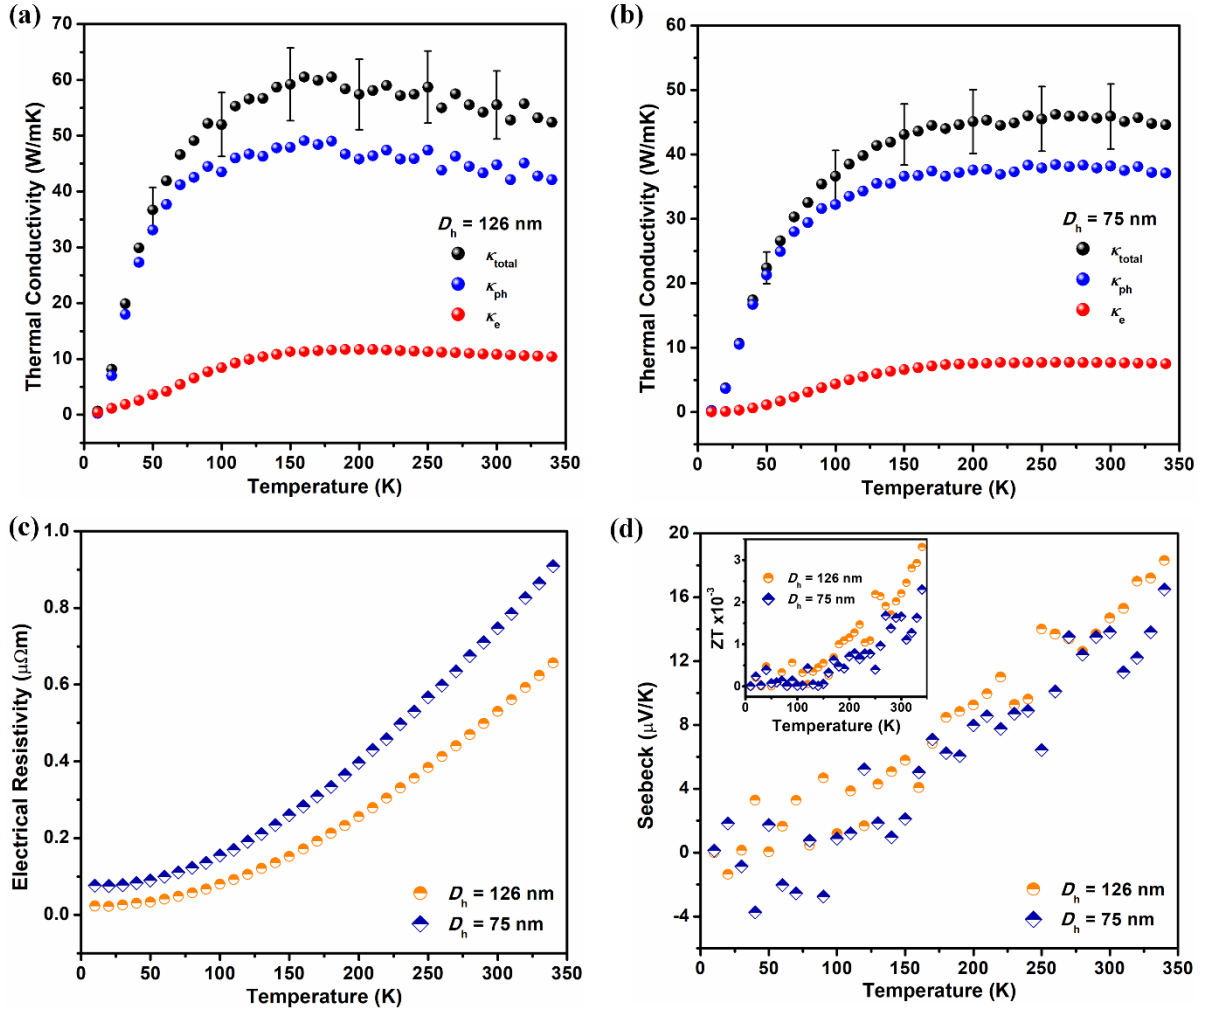 (a)
Thermal Conductivity (W/mK)
70
60
50
40
30
20
10
0
D_h = 126 nm
κ_total
κ_ph
κ_e
0 50 100 150 200 250 300 350
Temperature (K)
(b)
Thermal Conductivity (W/mK)
60
50
40
30
20
10
0
D_h = 75 nm
κ_total
κ_ph
κ_e
0 50 100 150 200 250 300 350
Temperature (K)
(c)
Electrical Resistivity (μΩm)
1.0
0.8
0.6
0.4
0.2
0.0
D_h = 126 nm
D_h = 75 nm
0 50 100 150 200 250 300 350
Temperature (K)
(d)
Seebeck (μV/K)
20
16
12
8
4
0
-4
ZT x10⁻³
3
2
1
0
D_h = 126 nm
D_h = 75 nm
0 100 200 300
Temperature (K)
D_h = 126 nm
D_h = 75 nm
0 50 100 150 200 250 300 350
Temperature (K)